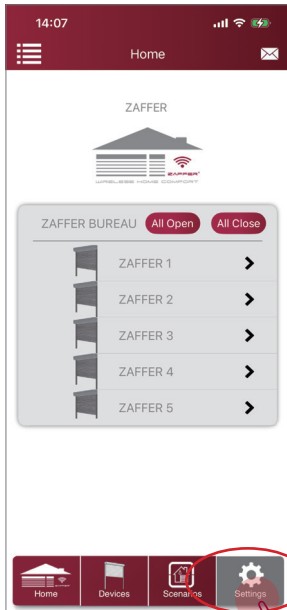 14:07
Home
ZAFFER
ZAPPER®
WIRELESS HOME COMFORT
ZAFFER BUREAU All Open All Close
ZAFFER 1
ZAFFER 2
ZAFFER 3
ZAFFER 4
ZAFFER 5
Home Devices Scenarios Settings